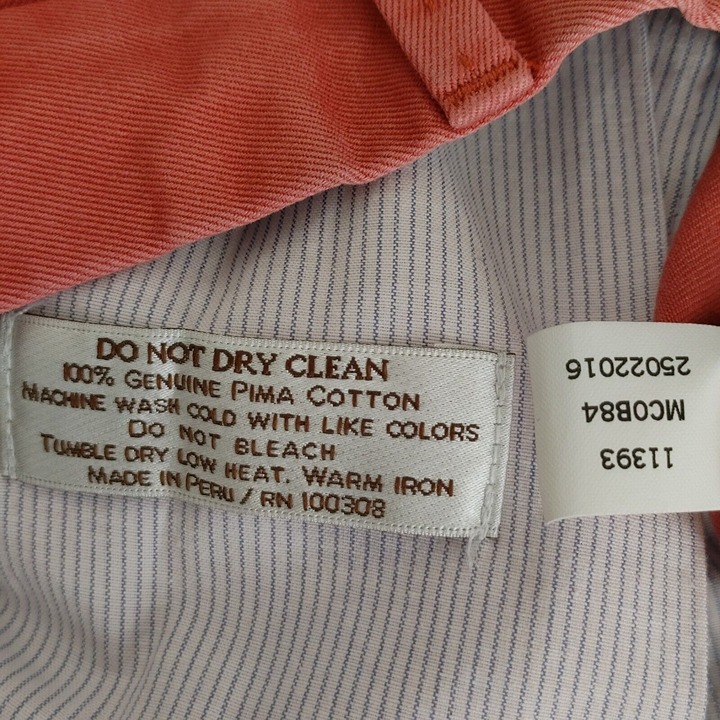 DO NOT DRY CLEAN
100% GENUINE PIMA COTTON
MACHINE WASH COLD WITH LIKE COLORS
DO NOT BLEACH
TUMBLE DRY LOW HEAT. WARM IRON
MADE IN PERU / RN 100308
11393
MC0B84
25022016